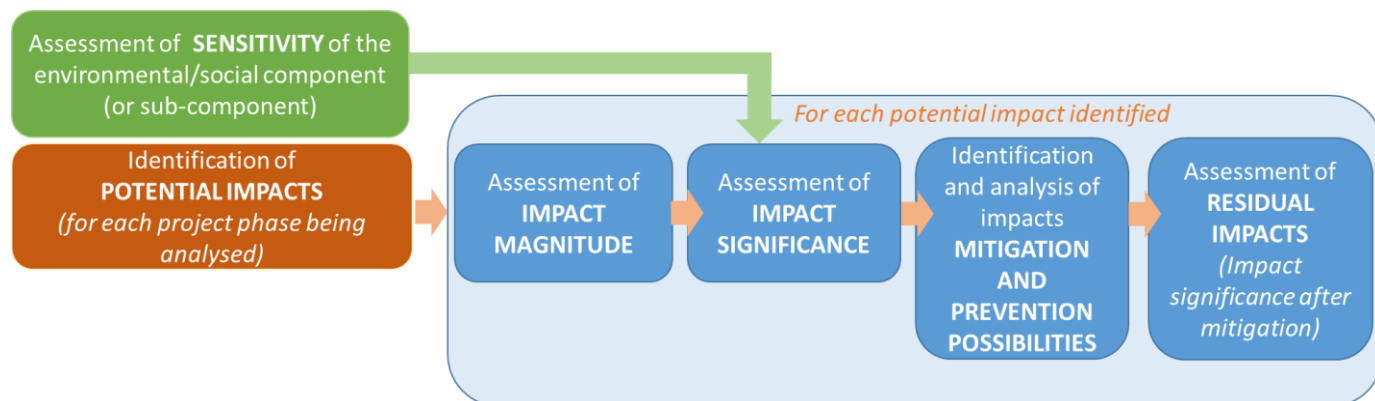 Assessment of SENSITIVITY of the
environmental/social component
(or sub-component)
Identification of
POTENTIAL IMPACTS
(for each project phase being
analysed)
For each potential impact identified
Assessment of
IMPACT
MAGNITUDE
Assessment of
IMPACT
SIGNIFICANCE
Identification
and analysis of
impacts
MITIGATION
AND
PREVENTION
POSSIBILITIES
Assessment of
RESIDUAL
IMPACTS
(Impact
significance after
mitigation)